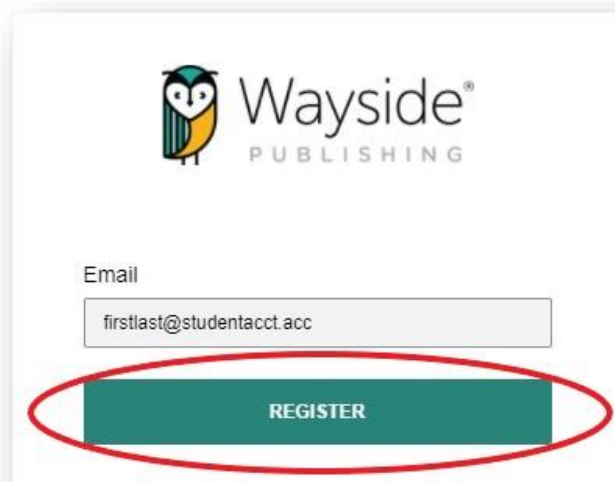 Wayside®
PUBLISHING
Email
firstlast@studentacct.acc
REGISTER